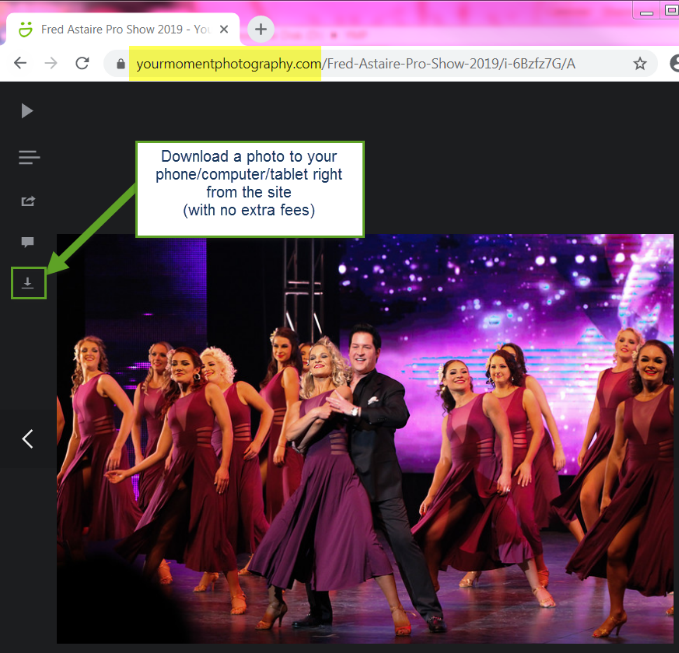 Fred Astaire Pro Show 2019 - You
yourmomentphotography.com/Fred-Astaire-Pro-Show-2019/i-6Bzfz7G/A
Download a photo to your
phone/computer/tablet right
from the site
(with no extra fees)